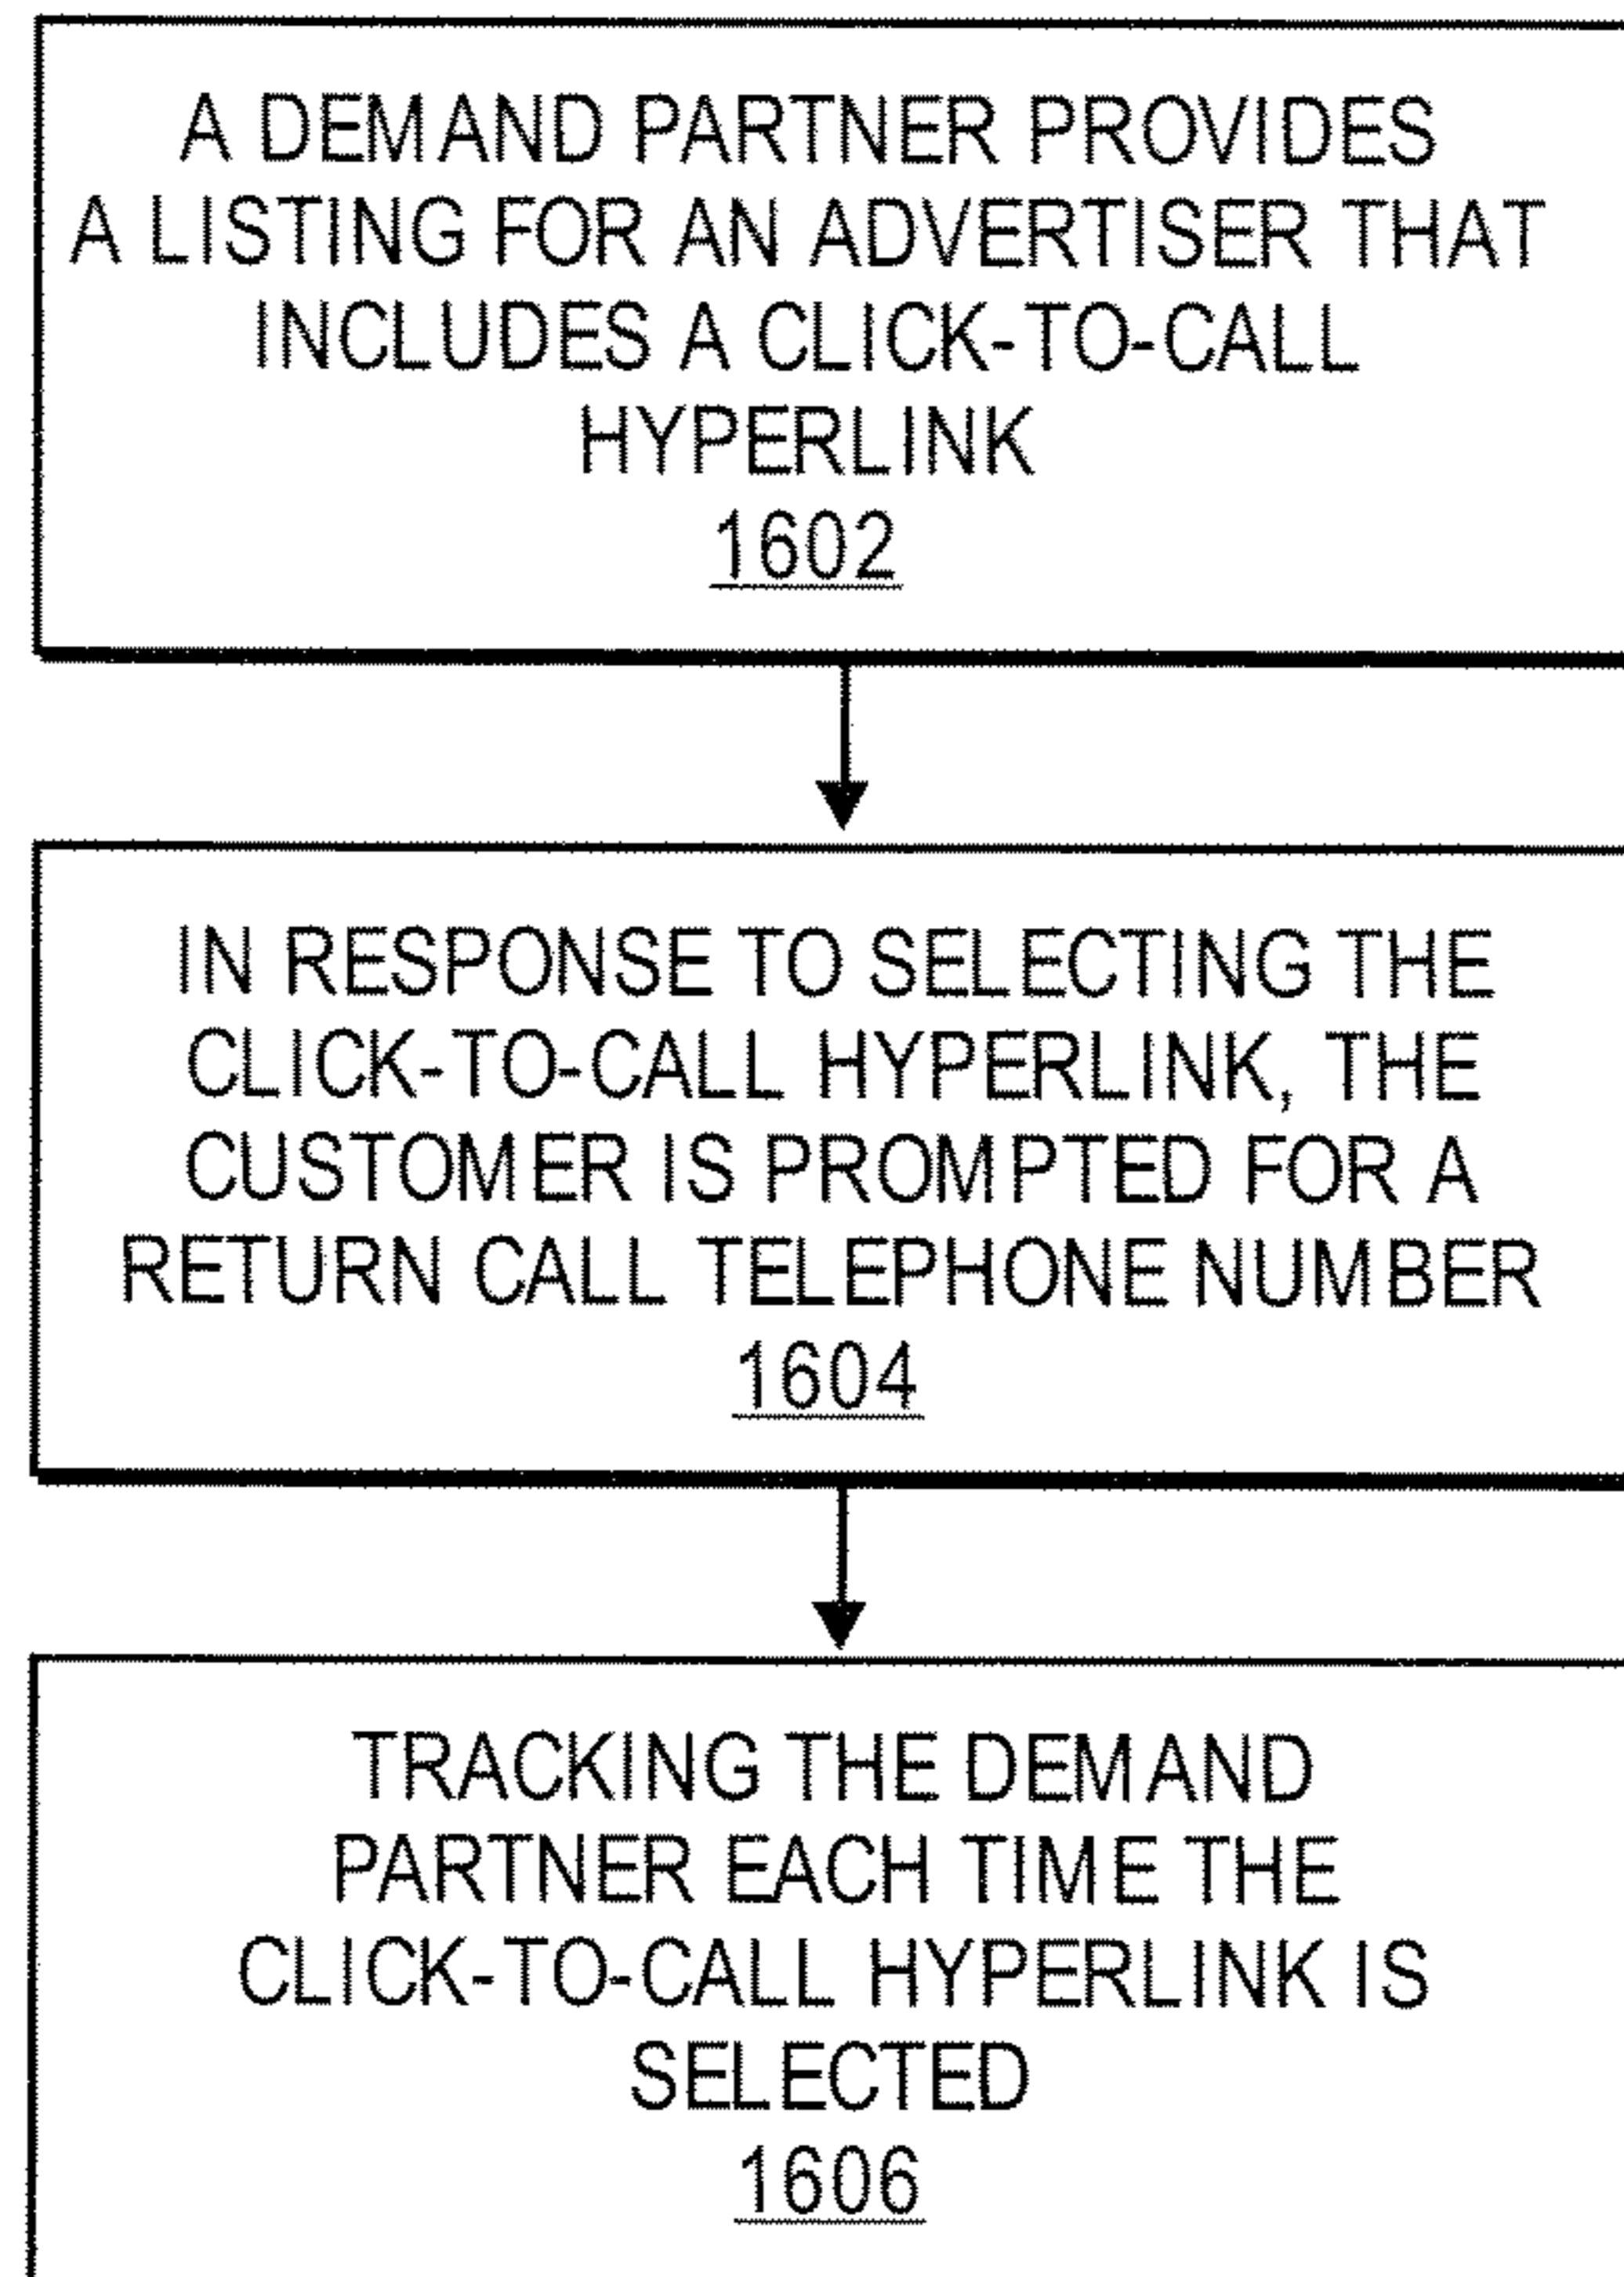 A DEMAND PARTNER PROVIDES
A LISTING FOR AN ADVERTISER THAT
INCLUDES A CLICK-TO-CALL
HYPERLINK
1602
IN RESPONSE TO SELECTING THE
CLICK-TO-CALL HYPERLINK, THE
CUSTOMER IS PROMPTED FOR A
RETURN CALL TELEPHONE NUMBER
1604
TRACKING THE DEMAND
PARTNER EACH TIME THE
CLICK-TO-CALL HYPERLINK IS
SELECTED
1606